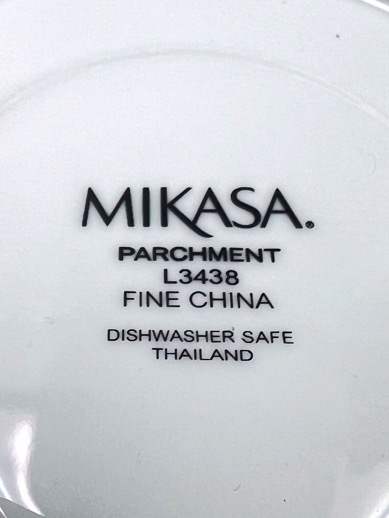 MIKASA®
PARCHMENT
L3438
FINE CHINA
DISHWASHER SAFE
THAILAND